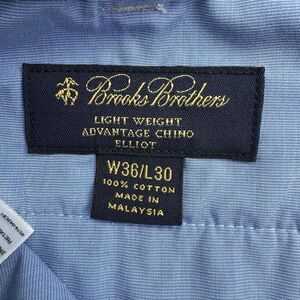 Brooks Brothers
LIGHT WEIGHT
ADVANTAGE CHINO
ELLIOT
W36/L30
100% COTTON
MADE IN
MALAYSIA